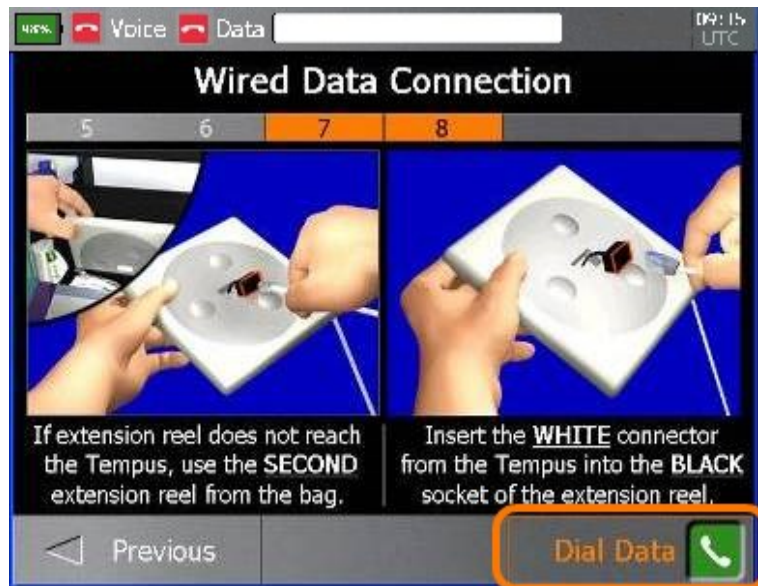 Voice Data
09:15
UTC
Wired Data Connection
5 6 7 8
If extension reel does not reach
the Tempus, use the SECOND
extension reel from the bag.
Insert the WHITE connector
from the Tempus into the BLACK
socket of the extension reel.
Previous
Dial Data